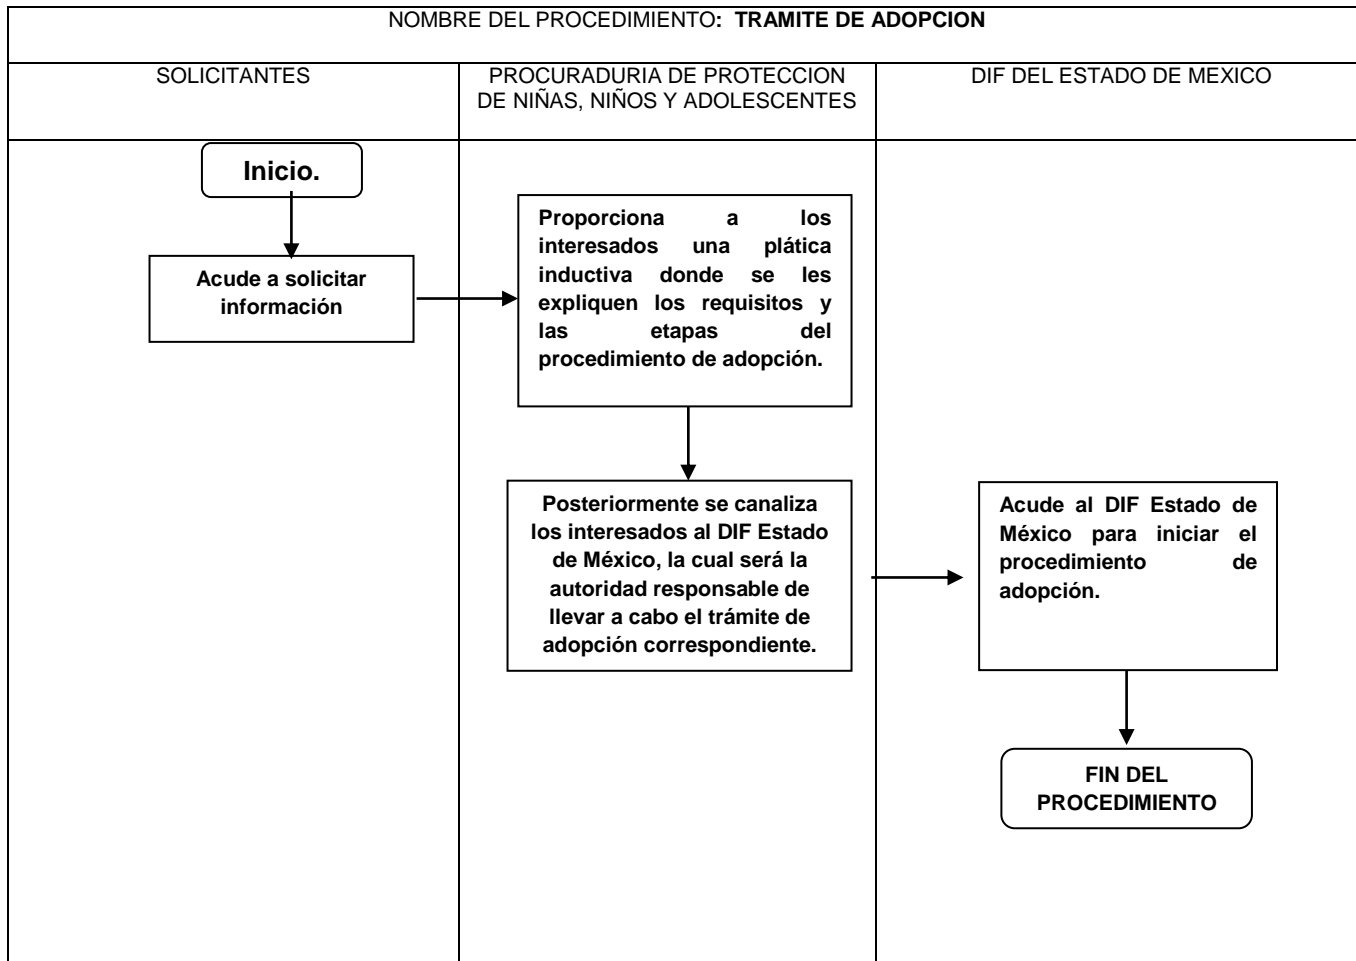 NOMBRE DEL PROCEDIMIENTO: TRAMITE DE ADOPCION
SOLICITANTES
PROCURADURIA DE PROTECCION
DE NIÑAS, NIÑOS Y ADOLESCENTES
DIF DEL ESTADO DE MEXICO
Inicio.
Acude a solicitar
información
Proporciona a los
interesados una plática
inductiva donde se les
expliquen los requisitos y
las etapas del
procedimiento de adopción.
Posteriormente se canaliza
los interesados al DIF Estado
de México, la cual será la
autoridad responsable de
llevar a cabo el trámite de
adopción correspondiente.
Acude al DIF Estado de
México para iniciar el
procedimiento de
adopción.
FIN DEL
PROCEDIMIENTO